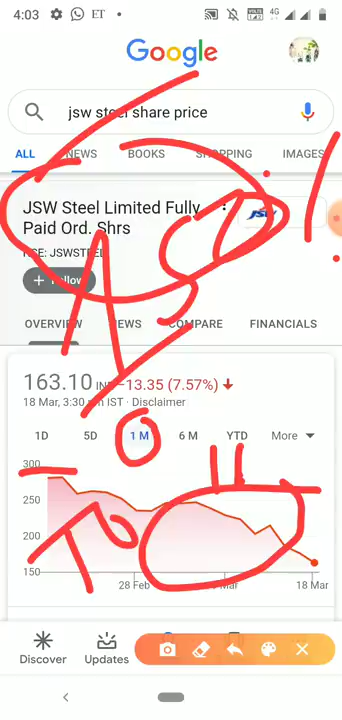 4:03 ET 4G
Google
jsw steel share price
ALL NEWS BOOKS SHOPPING IMAGES
JSW Steel Limited Fully
Paid Ord. Shrs
NSE: JSWSTEEL
+ Follow
OVERVIEW NEWS COMPARE FINANCIALS
163.10 INR −13.35 (7.57%)
18 Mar, 3:30 pm IST · Disclaimer
1D 5D 1 M 6 M YTD More
300
250
200
150
28 Feb Mar 18 Mar
Discover Updates